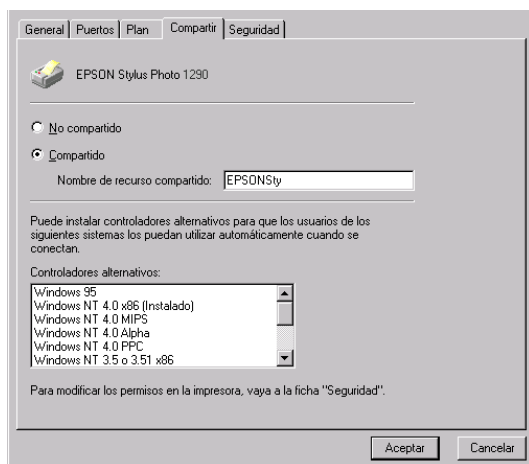 General Puertos Plan Compartir Seguridad
EPSON Stylus Photo 1290
No compartido
Compartido
Nombre de recurso compartido: EPSONSty
Puede instalar controladores alternativos para que los usuarios de los
siguientes sistemas los puedan utilizar automáticamente cuando se
conectan.
Controladores alternativos:
Windows 95
Windows NT 4.0 x86 (Instalado)
Windows NT 4.0 MIPS
Windows NT 4.0 Alpha
Windows NT 4.0 PPC
Windows NT 3.5 o 3.51 x86
Para modificar los permisos en la impresora, vaya a la ficha "Seguridad".
Aceptar Cancelar